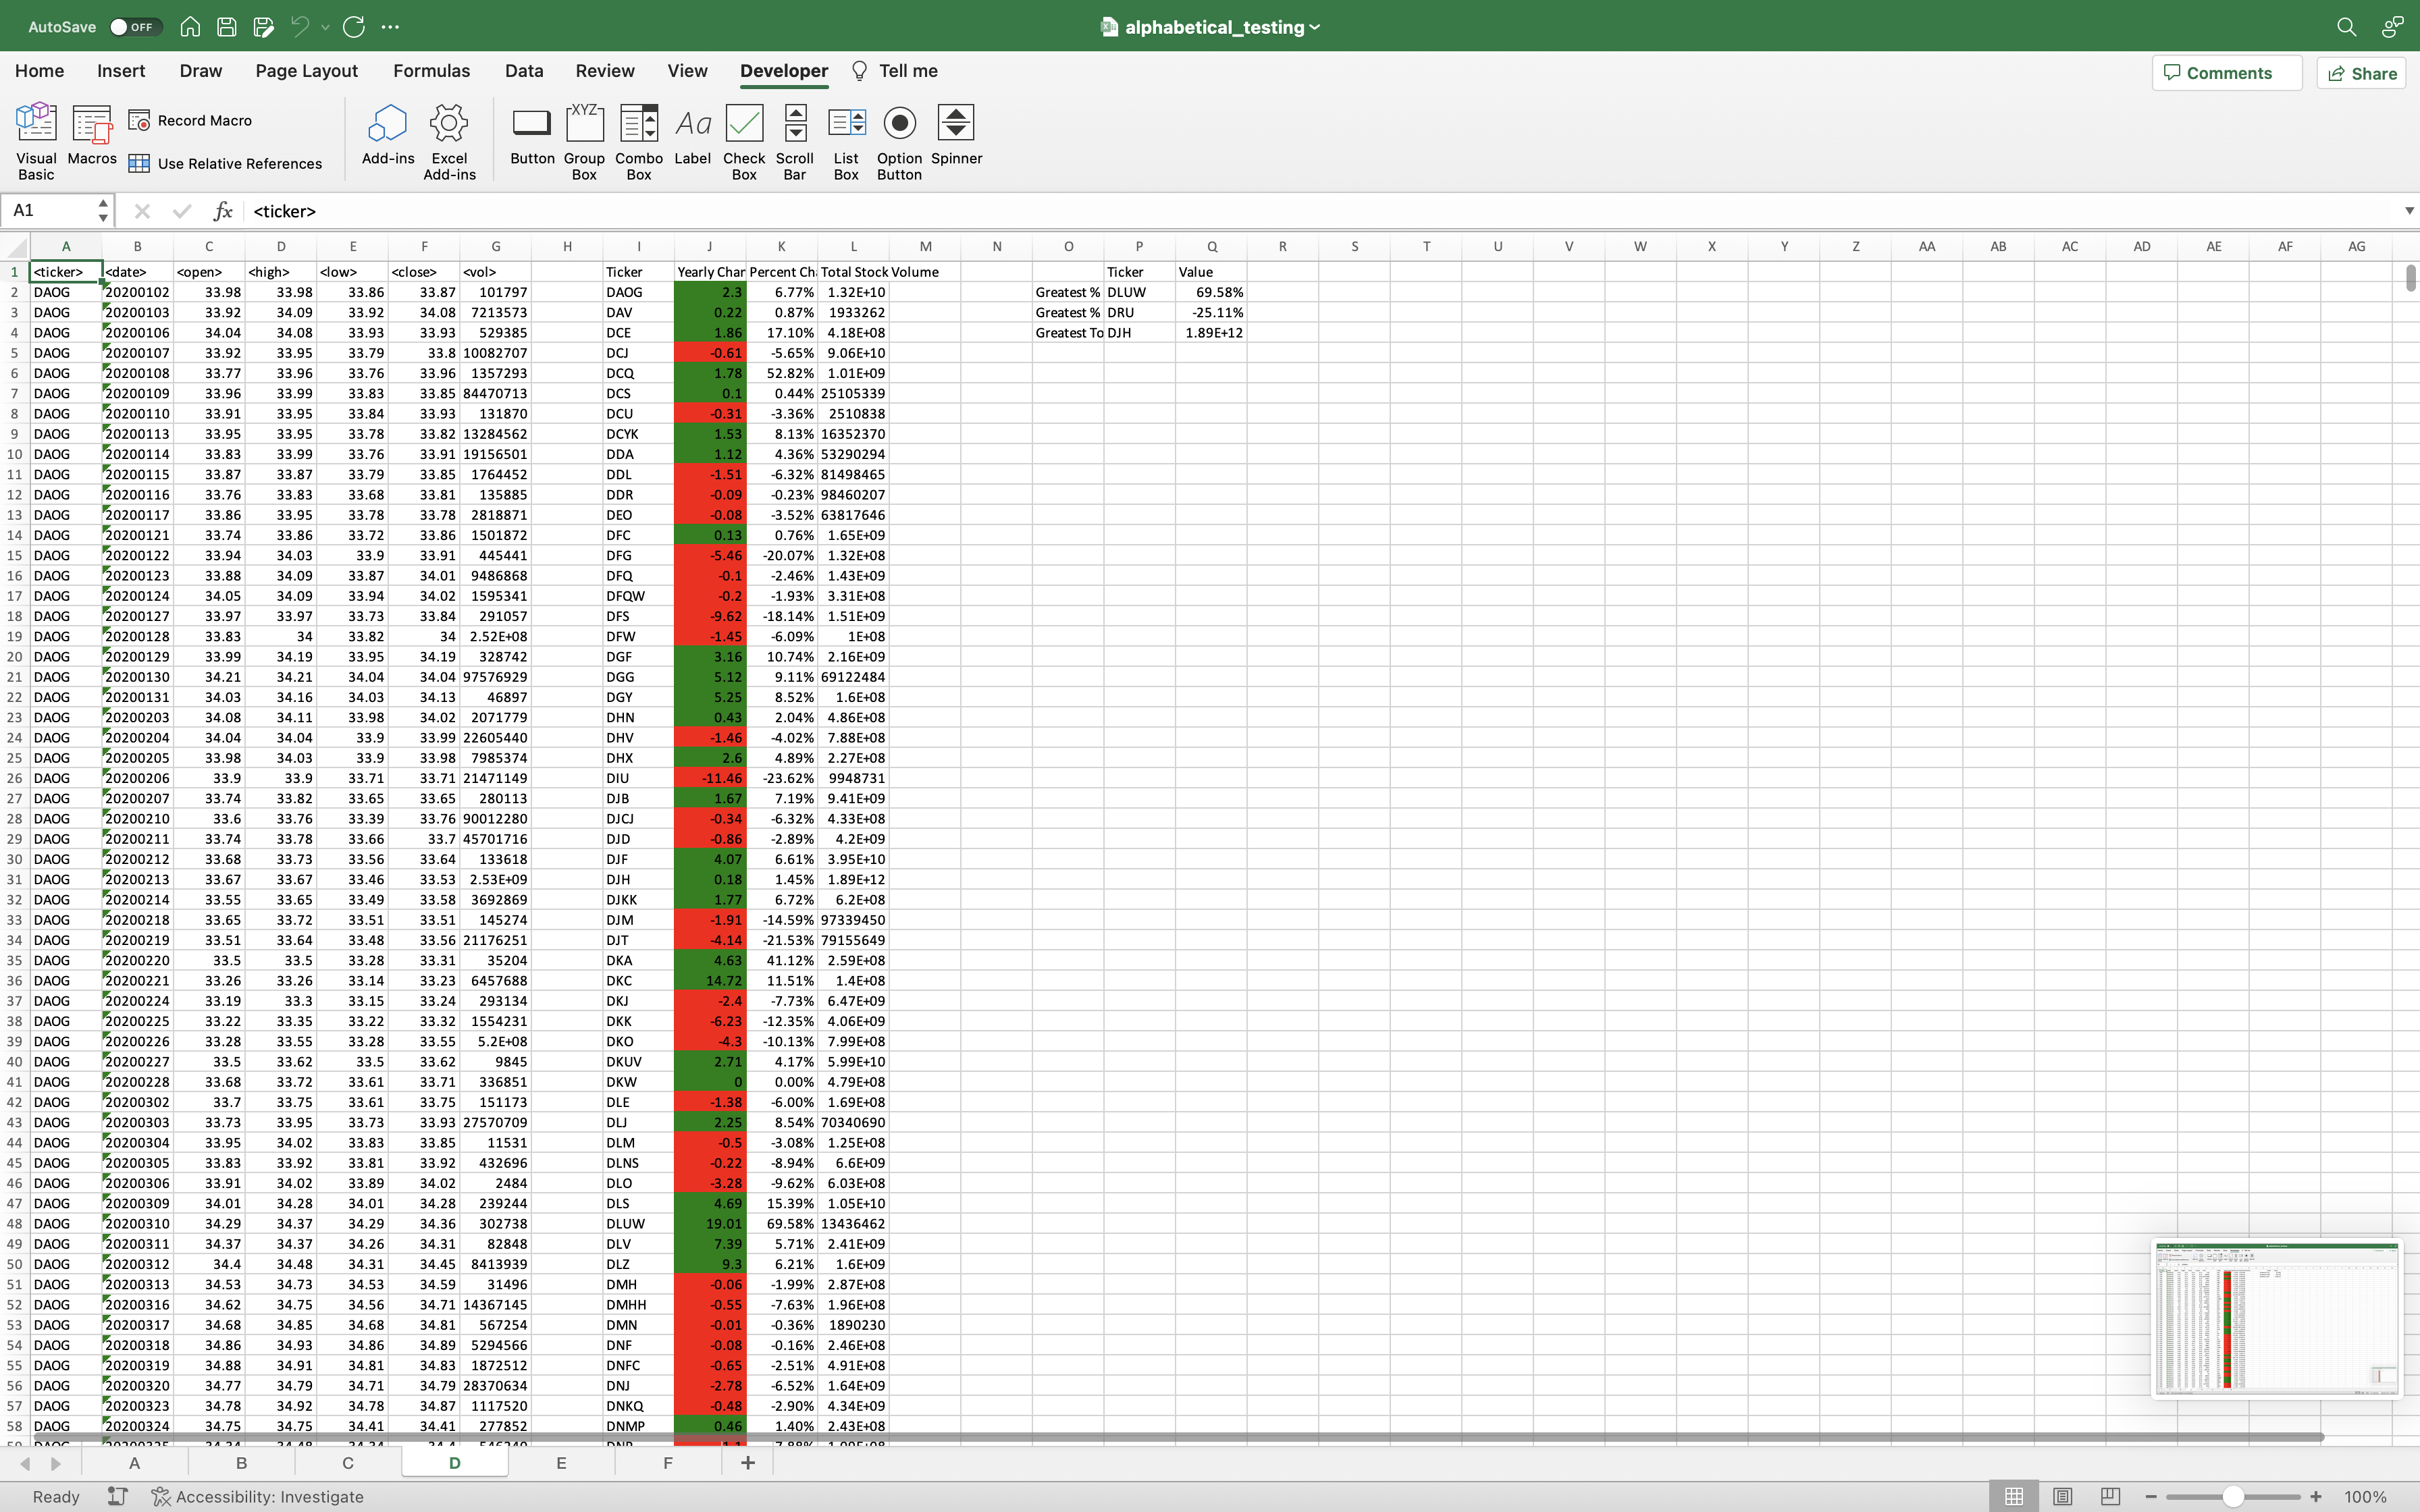 AutoSave OFF alphabetical_testing
Home Insert Draw Page Layout Formulas Data Review View Developer Tell me Comments Share
Visual Basic Macros Record Macro Use Relative References Add-ins Excel Add-ins Button Group Box Combo Box Label Check Box Scroll Bar List Box Option Button Spinner
A1 fx <ticker>
A B C D E F G H I J K L M N O P Q R S T U V W X Y Z AA AB AC AD AE AF AG
1 <ticker> <date> <open> <high> <low> <close> <vol> Ticker Yearly Char Percent Ch Total Stock Volume Ticker Value
2 DAOG 20200102 33.98 33.98 33.86 33.87 101797 DAOG 2.3 6.77% 1.32E+10 Greatest % DLUW 69.58%
3 DAOG 20200103 33.92 34.09 33.92 34.08 7213573 DAV 0.22 0.87% 1933262 Greatest % DRU -25.11%
4 DAOG 20200106 34.04 34.08 33.93 33.93 529385 DCE 1.86 17.10% 4.18E+08 Greatest To DJH 1.89E+12
5 DAOG 20200107 33.92 33.95 33.79 33.8 10082707 DCJ -0.61 -5.65% 9.06E+10
6 DAOG 20200108 33.77 33.96 33.76 33.96 1357293 DCQ 1.78 52.82% 1.01E+09
7 DAOG 20200109 33.96 33.99 33.83 33.85 84470713 DCS 0.1 0.44% 25105339
8 DAOG 20200110 33.91 33.95 33.84 33.93 131870 DCU -0.31 -3.36% 2510838
9 DAOG 20200113 33.95 33.95 33.78 33.82 13284562 DCYK 1.53 8.13% 16352370
10 DAOG 20200114 33.83 33.99 33.76 33.91 19156501 DDA 1.12 4.36% 53290294
11 DAOG 20200115 33.87 33.87 33.79 33.85 1764452 DDL -1.51 -6.32% 81498465
12 DAOG 20200116 33.76 33.83 33.68 33.81 135885 DDR -0.09 -0.23% 98460207
13 DAOG 20200117 33.86 33.95 33.78 33.78 2818871 DEO -0.08 -3.52% 63817646
14 DAOG 20200121 33.74 33.86 33.72 33.86 1501872 DFC 0.13 0.76% 1.65E+09
15 DAOG 20200122 33.94 34.03 33.9 33.91 445441 DFG -5.46 -20.07% 1.32E+08
16 DAOG 20200123 33.88 34.09 33.87 34.01 9486868 DFQ -0.1 -2.46% 1.43E+09
17 DAOG 20200124 34.05 34.09 33.94 34.02 1595341 DFQW -0.2 -1.93% 3.31E+08
18 DAOG 20200127 33.97 33.97 33.73 33.84 291057 DFS -9.62 -18.14% 1.51E+09
19 DAOG 20200128 33.83 34 33.82 34 2.52E+08 DFW -1.45 -6.09% 1E+08
20 DAOG 20200129 33.99 34.19 33.95 34.19 328742 DGF 3.16 10.74% 2.16E+09
21 DAOG 20200130 34.21 34.21 34.04 34.04 97576929 DGG 5.12 9.11% 69122484
22 DAOG 20200131 34.03 34.16 34.03 34.13 46897 DGY 5.25 8.52% 1.6E+08
23 DAOG 20200203 34.08 34.11 33.98 34.02 2071779 DHN 0.43 2.04% 4.86E+08
24 DAOG 20200204 34.04 34.04 33.9 33.99 22605440 DHV -1.46 -4.02% 7.88E+08
25 DAOG 20200205 33.98 34.03 33.9 33.98 7985374 DHX 2.6 4.89% 2.27E+08
26 DAOG 20200206 33.9 33.9 33.71 33.71 21471149 DIU -11.46 -23.62% 9948731
27 DAOG 20200207 33.74 33.82 33.65 33.65 280113 DJB 1.67 7.19% 9.41E+09
28 DAOG 20200210 33.6 33.76 33.39 33.76 90012280 DJCJ -0.34 -6.32% 4.33E+08
29 DAOG 20200211 33.74 33.78 33.66 33.7 45701716 DJD -0.86 -2.89% 4.2E+09
30 DAOG 20200212 33.68 33.73 33.56 33.64 133618 DJF 4.07 6.61% 3.95E+10
31 DAOG 20200213 33.67 33.67 33.46 33.53 2.53E+09 DJH 0.18 1.45% 1.89E+12
32 DAOG 20200214 33.55 33.65 33.49 33.58 3692869 DJKK 1.77 6.72% 6.2E+08
33 DAOG 20200218 33.65 33.72 33.51 33.51 145274 DJM -1.91 -14.59% 97339450
34 DAOG 20200219 33.51 33.64 33.48 33.56 21176251 DJT -4.14 -21.53% 79155649
35 DAOG 20200220 33.5 33.5 33.28 33.31 35204 DKA 4.63 41.12% 2.59E+08
36 DAOG 20200221 33.26 33.26 33.14 33.23 6457688 DKC 14.72 11.51% 1.4E+08
37 DAOG 20200224 33.19 33.3 33.15 33.24 293134 DKJ -2.4 -7.73% 6.47E+09
38 DAOG 20200225 33.22 33.35 33.22 33.32 1554231 DKK -6.23 -12.35% 4.06E+09
39 DAOG 20200226 33.28 33.55 33.28 33.55 5.2E+08 DKO -4.3 -10.13% 7.99E+08
40 DAOG 20200227 33.5 33.62 33.5 33.62 9845 DKUV 2.71 4.17% 5.99E+10
41 DAOG 20200228 33.68 33.72 33.61 33.71 336851 DKW 0 0.00% 4.79E+08
42 DAOG 20200302 33.7 33.75 33.61 33.75 151173 DLE -1.38 -6.00% 1.69E+08
43 DAOG 20200303 33.73 33.95 33.73 33.93 27570709 DLJ 2.25 8.54% 70340690
44 DAOG 20200304 33.95 34.02 33.83 33.85 11531 DLM -0.5 -3.08% 1.25E+08
45 DAOG 20200305 33.83 33.92 33.81 33.92 432696 DLNS -0.22 -8.94% 6.6E+09
46 DAOG 20200306 33.91 34.02 33.89 34.02 2484 DLO -3.28 -9.62% 6.03E+08
47 DAOG 20200309 34.01 34.28 34.01 34.28 239244 DLS 4.69 15.39% 1.05E+10
48 DAOG 20200310 34.29 34.37 34.29 34.36 302738 DLUW 19.01 69.58% 13436462
49 DAOG 20200311 34.37 34.37 34.26 34.31 82848 DLV 7.39 5.71% 2.41E+09
50 DAOG 20200312 34.4 34.48 34.31 34.45 8413939 DLZ 9.3 6.21% 1.6E+09
51 DAOG 20200313 34.53 34.73 34.53 34.59 31496 DMH -0.06 -1.99% 2.87E+08
52 DAOG 20200316 34.62 34.75 34.56 34.71 14367145 DMHH -0.55 -7.63% 1.96E+08
53 DAOG 20200317 34.68 34.85 34.68 34.81 567254 DMN -0.01 -0.36% 1890230
54 DAOG 20200318 34.86 34.93 34.86 34.89 5294566 DNF -0.08 -0.16% 2.46E+08
55 DAOG 20200319 34.88 34.91 34.81 34.83 1872512 DNFC -0.65 -2.51% 4.91E+08
56 DAOG 20200320 34.77 34.79 34.71 34.79 28370634 DNJ -2.78 -6.52% 1.64E+09
57 DAOG 20200323 34.78 34.92 34.78 34.87 1117520 DNKQ -0.48 -2.90% 4.34E+09
58 DAOG 20200324 34.75 34.75 34.41 34.41 277852 DNMP 0.46 1.40% 2.43E+08
A B C D E F +
Ready Accessibility: Investigate 100%